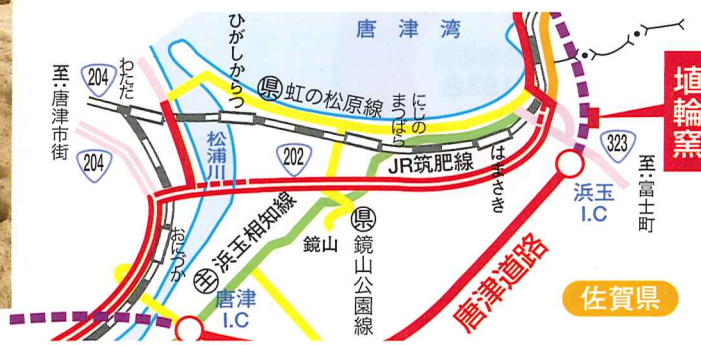 唐津湾
ひがしからつ
204
わただ
至:唐津市街
204
県
虹の松原線
にじの
まつばら
松浦川
202
JR筑肥線
はまさき
埴輪窯
323
至:富士町
浜玉
I.C
おにづか
主
浜玉相知線
鏡山
県
鏡山公園線
唐津
I.C
唐津道路
佐賀県